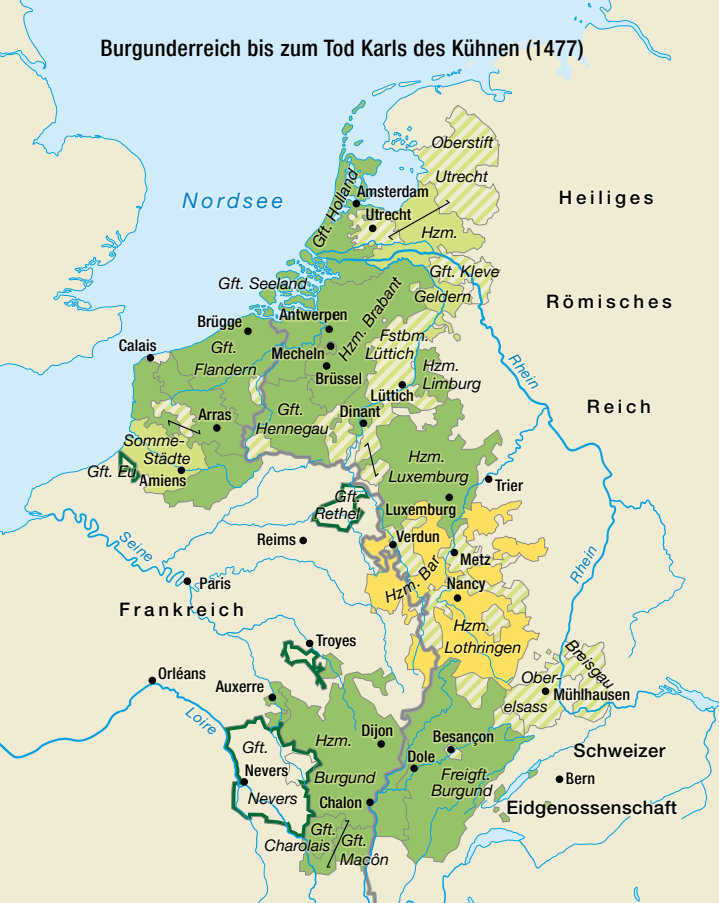 Burgunderreich bis zum Tod Karls des Kühnen (1477)
Oberstift
Utrecht
Nordsee
Gft. Holland
Amsterdam
Heiliges
Utrecht
Hzm.
Gft. Kleve
Gft. Seeland
Geldern
Römisches
Antwerpen
Hzm. Brabant
Brügge
Fstbm.
Lüttich
Calais
Gft.
Flandern
Mecheln
Brüssel
Hzm.
Limburg
Rhein
Lüttich
Reich
Arras
Gft.
Hennegau
Dinant
Somme-
Städte
Gft. Eu
Amiens
Hzm.
Luxemburg
Trier
Gft.
Rethel
Luxemburg
Reims
Verdun
Seine
Metz
Rhein
Paris
Hzm. Bar
Nancy
Frankreich
Hzm.
Lothringen
Troyes
Breisgau
Orléans
Auxerre
Ober-
elsass
Mühlhausen
Loire
Gft.
Hzm.
Dijon
Besançon
Schweizer
Nevers
Burgund
Dole
Freigft.
Burgund
Bern
Nevers
Chalon
Eidgenossenschaft
Gft.
Charolais
Gft.
Macôn